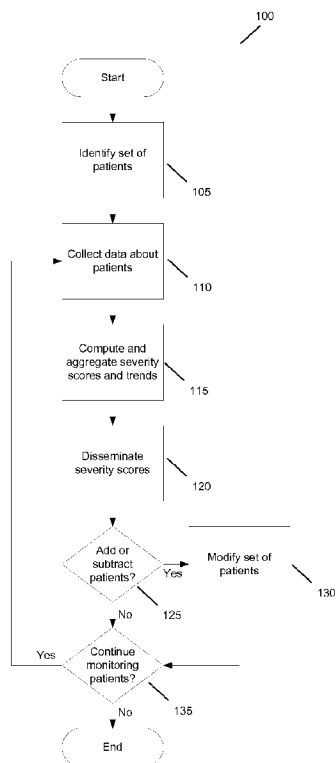 100
Start
Identify set of
patients
105
Collect data about
patients
110
Compute and
aggregate severity
scores and trends
115
Disseminate
severity scores
120
Add or
subtract
patients?
Yes
125
Modify set of
patients
130
No
Yes
Continue
monitoring
patients?
135
No
End